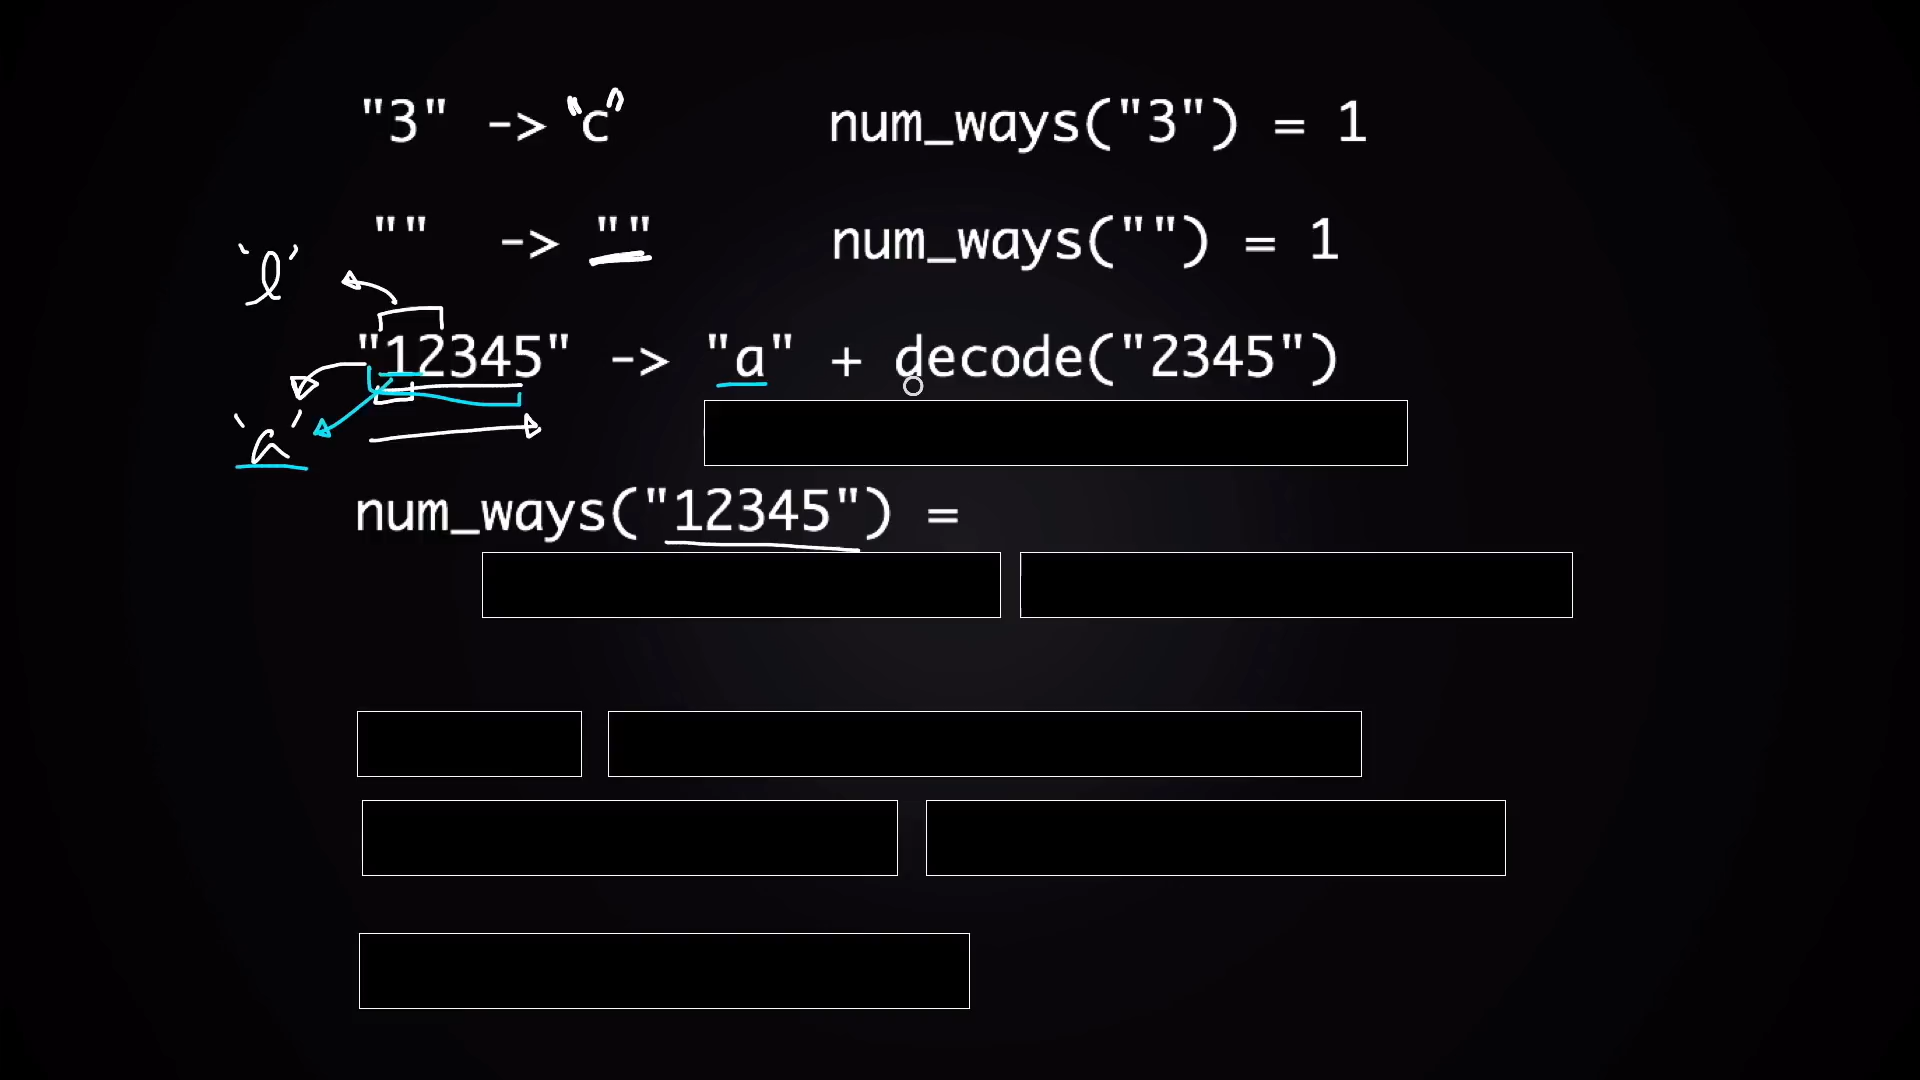 "3" -> "c" num_ways("3") = 1
"" -> "" num_ways("") = 1
'l'
"12345" -> "a" + decode("2345")
'a'
num_ways("12345") =